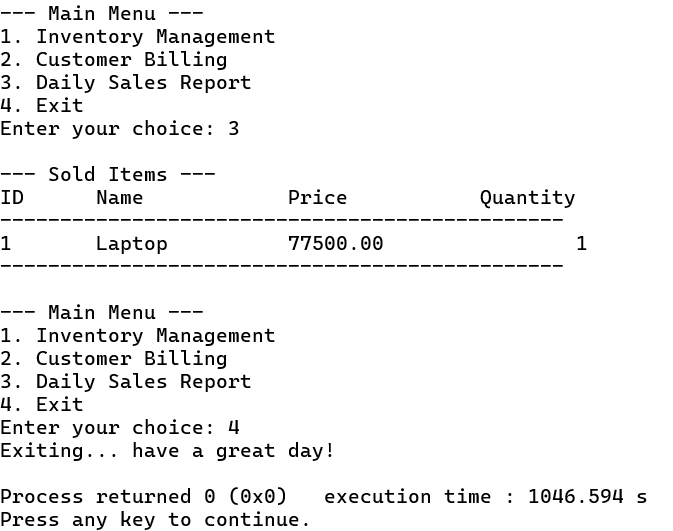 --- Main Menu ---
1. Inventory Management
2. Customer Billing
3. Daily Sales Report
4. Exit
Enter your choice: 3

--- Sold Items ---
ID      Name            Price           Quantity
-----------------------------------------------
1       Laptop          77500.00                1
-----------------------------------------------

--- Main Menu ---
1. Inventory Management
2. Customer Billing
3. Daily Sales Report
4. Exit
Enter your choice: 4
Exiting... have a great day!

Process returned 0 (0x0)   execution time : 1046.594 s
Press any key to continue.